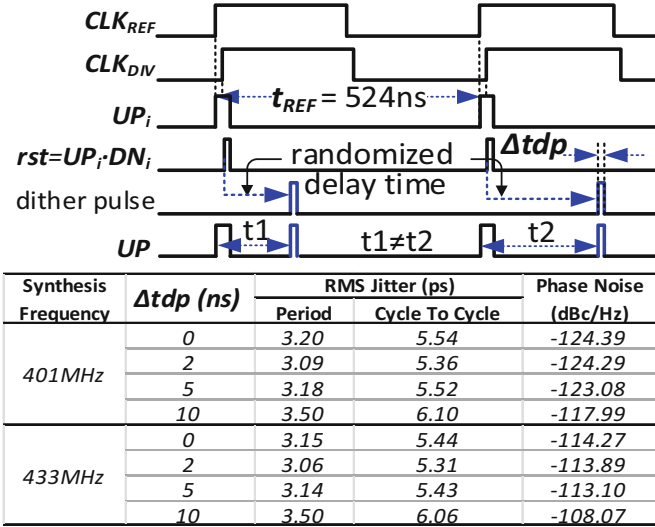 CLK_REF
CLK_DIV
t_REF = 524ns
UP_i
rst=UP_i·DN_i
randomized
delay time
Δtdp
dither pulse
UP
t1
t1≠t2
t2
Synthesis Frequency Δtdp (ns) RMS Jitter (ps) Phase Noise (dBc/Hz)
Period Cycle To Cycle
401MHz
0 3.20 5.54 -124.39
2 3.09 5.36 -124.29
5 3.18 5.52 -123.08
10 3.50 6.10 -117.99
433MHz
0 3.15 5.44 -114.27
2 3.06 5.31 -113.89
5 3.14 5.43 -113.10
10 3.50 6.06 -108.07